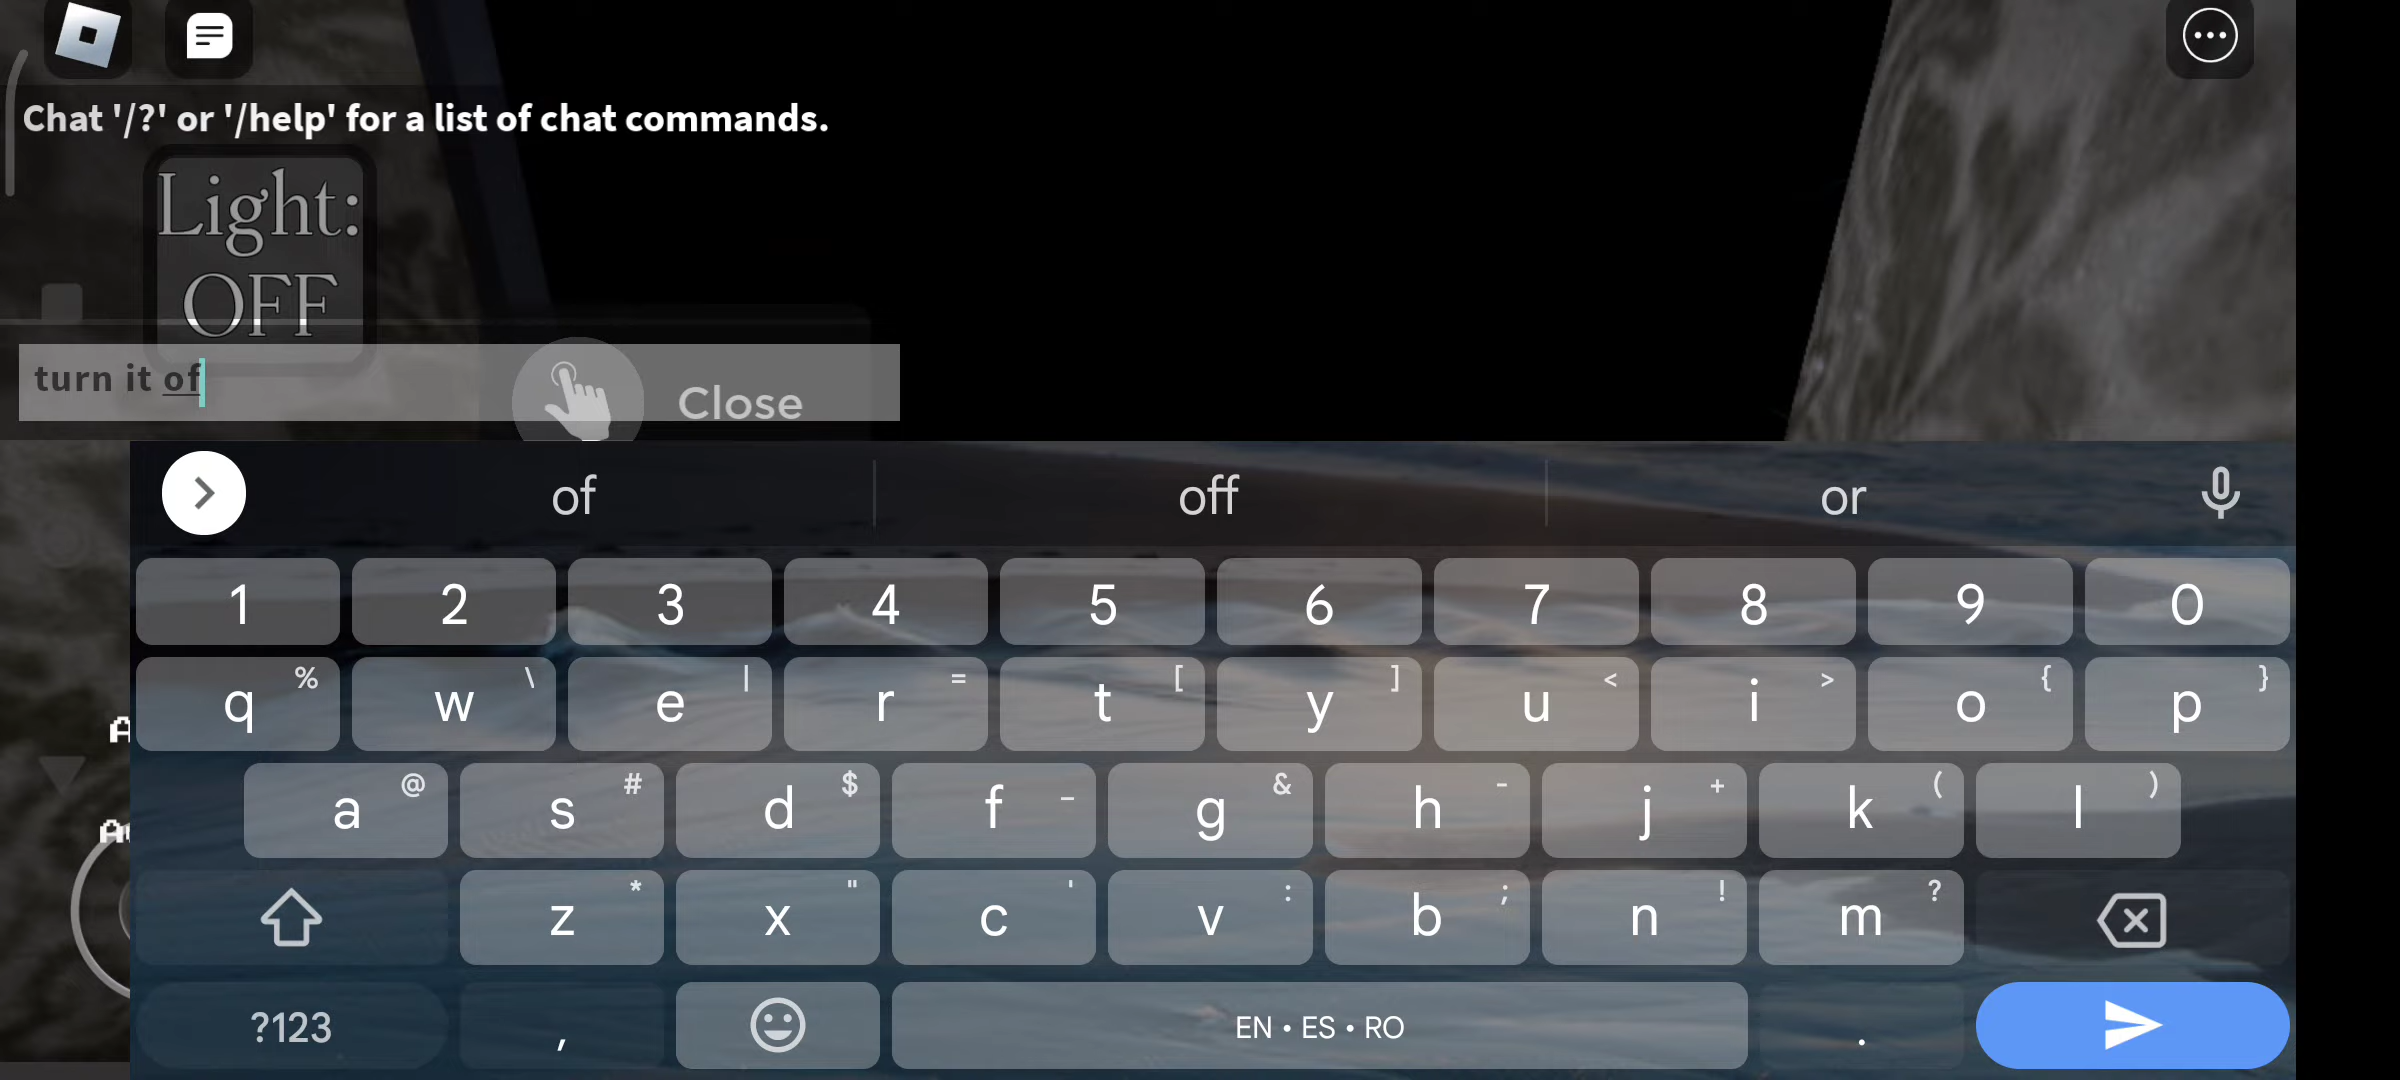 Chat '/?' or '/help' for a list of chat commands.
Light:
OFF
turn it of
Close
of off or
1 2 3 4 5 6 7 8 9 0
q % w \ e | r = t [ y ] u < i > o { p }
a @ s # d $ f _ g & h - j + k ( l )
z * x " c ' v : b ; n ! m ?
?123 , EN • ES • RO .